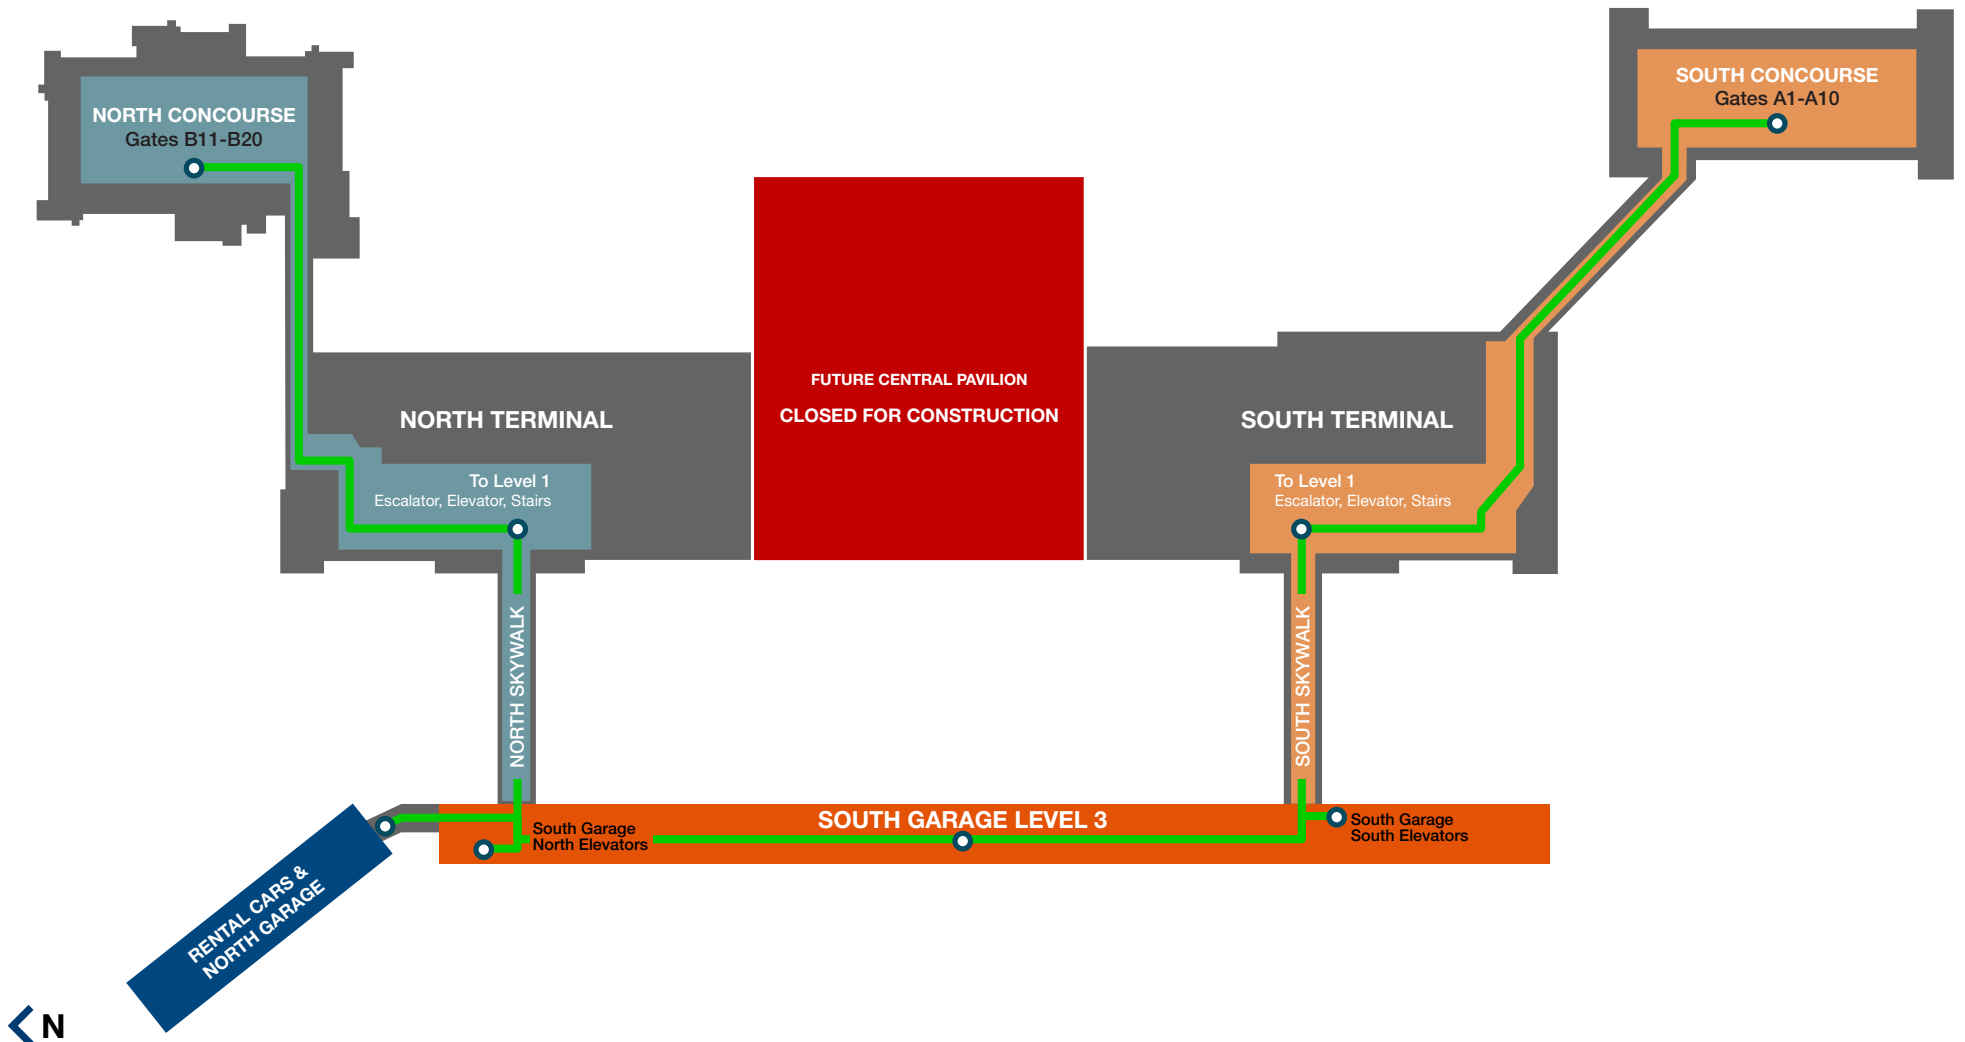 NORTH CONCOURSE
Gates B11-B20
SOUTH CONCOURSE
Gates A1-A10
FUTURE CENTRAL PAVILION
CLOSED FOR CONSTRUCTION
NORTH TERMINAL
SOUTH TERMINAL
To Level 1
Escalator, Elevator, Stairs
To Level 1
Escalator, Elevator, Stairs
NORTH SKYWALK
SOUTH SKYWALK
SOUTH GARAGE LEVEL 3
South Garage
North Elevators
South Garage
South Elevators
RENTAL CARS &
NORTH GARAGE
N